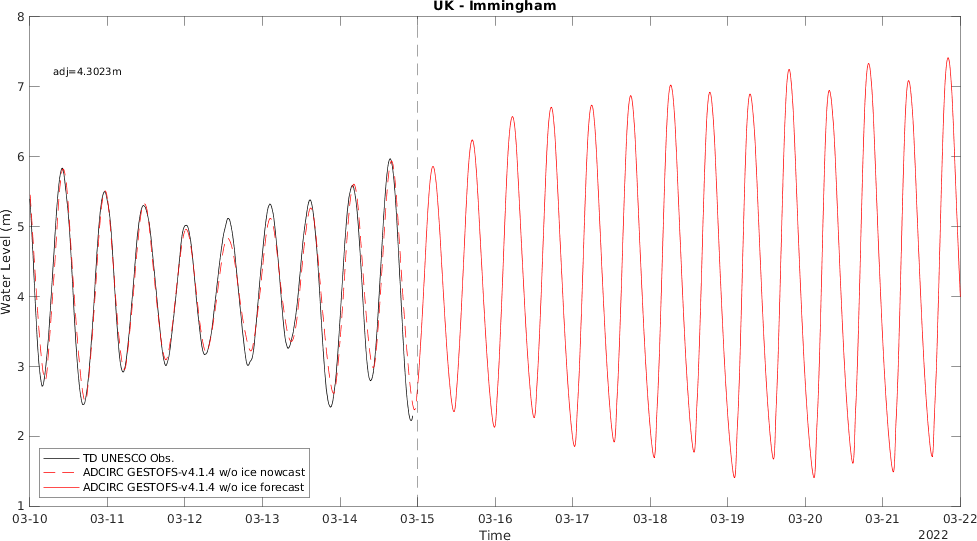 UK - Immingham
8
7
6
5
4
3
2
1
Water Level (m)
adj=4.3023m
TD UNESCO Obs.
ADCIRC GESTOFS-v4.1.4 w/o ice nowcast
ADCIRC GESTOFS-v4.1.4 w/o ice forecast
03-10 03-11 03-12 03-13 03-14 03-15 03-16 03-17 03-18 03-19 03-20 03-21 03-22
Time
2022